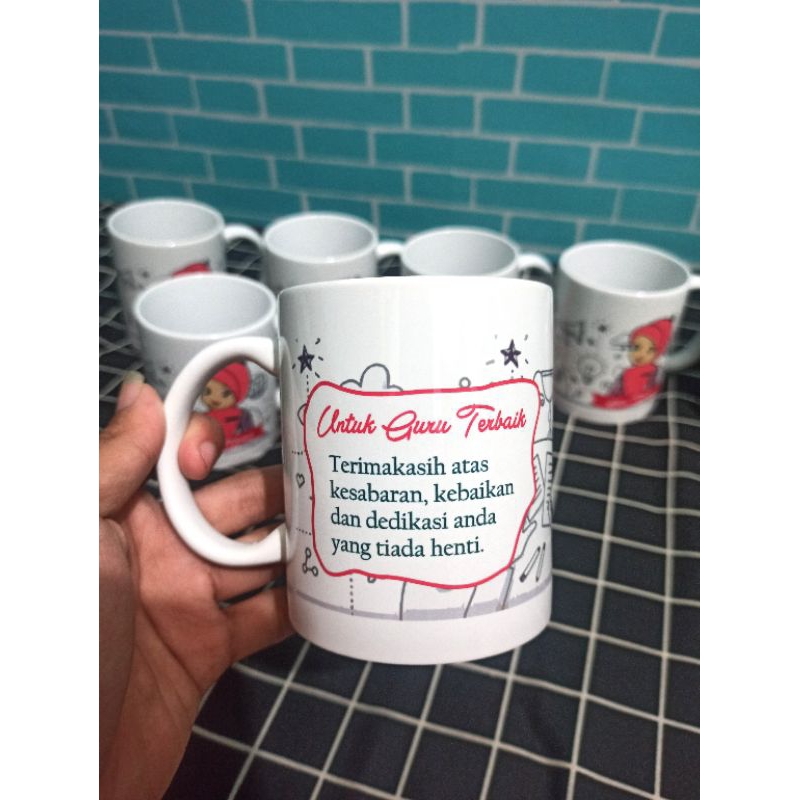 Untuk Guru Terbaik
Terimakasih atas
kesabaran, kebaikan
dan dedikasi anda
yang tiada henti.